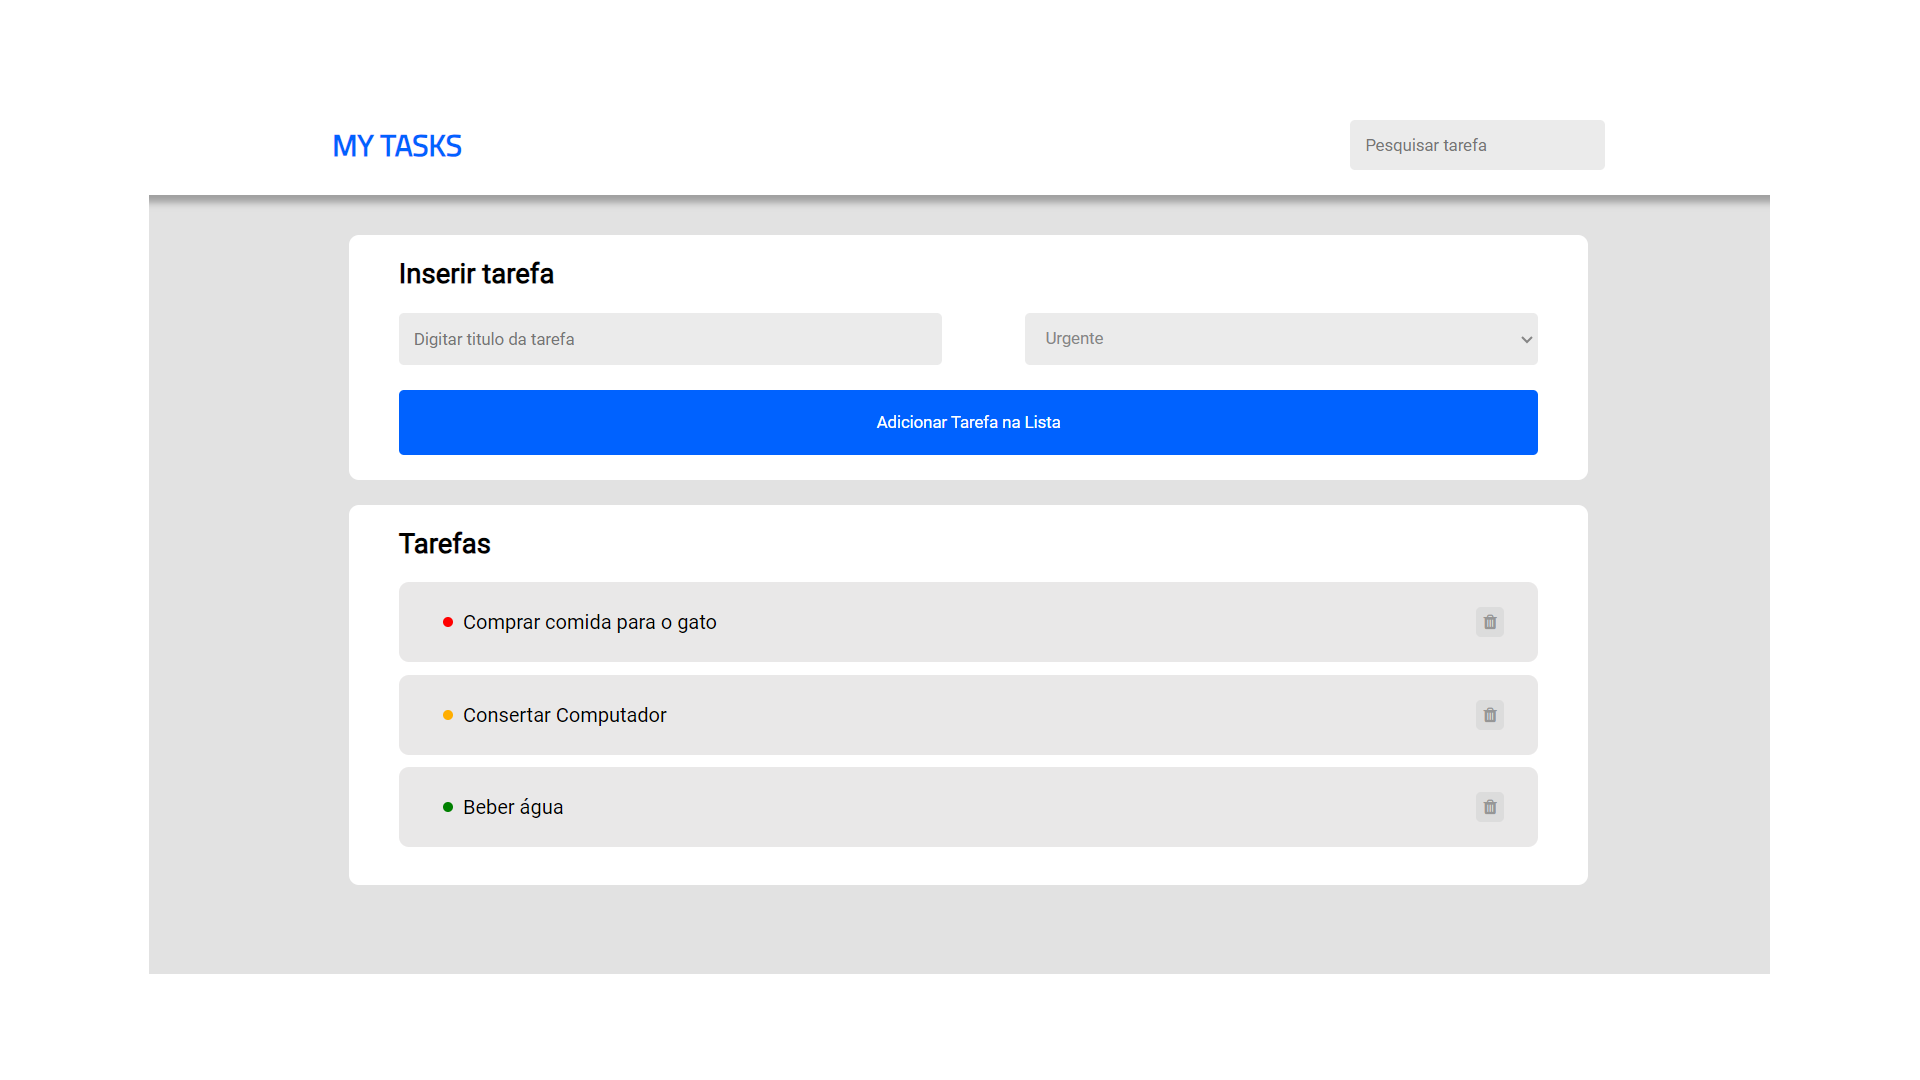 MY TASKS
Pesquisar tarefa
Inserir tarefa
Digitar titulo da tarefa
Urgente
Adicionar Tarefa na Lista
Tarefas
Comprar comida para o gato
Consertar Computador
Beber água